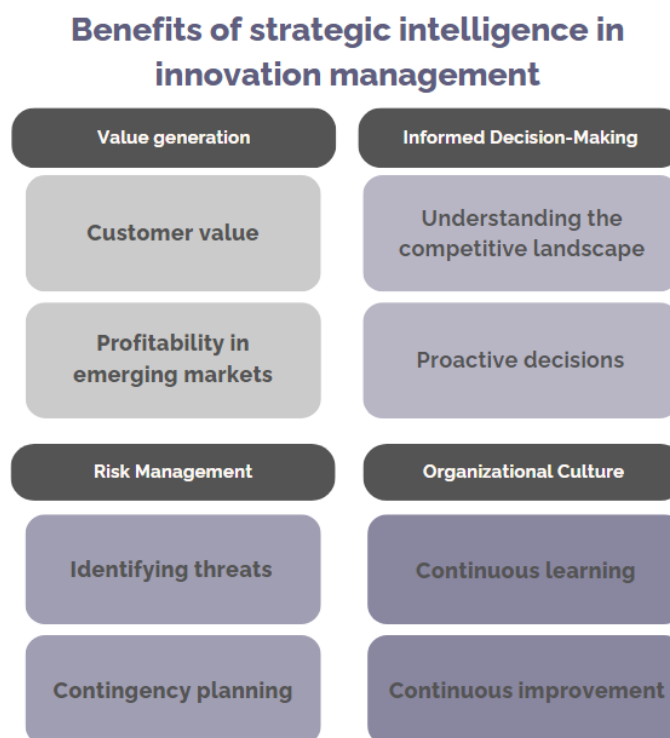 Benefits of strategic intelligence in
innovation management
Value generation
Customer value
Profitability in
emerging markets
Informed Decision-Making
Understanding the
competitive landscape
Proactive decisions
Risk Management
Identifying threats
Contingency planning
Organizational Culture
Continuous learning
Continuous improvement